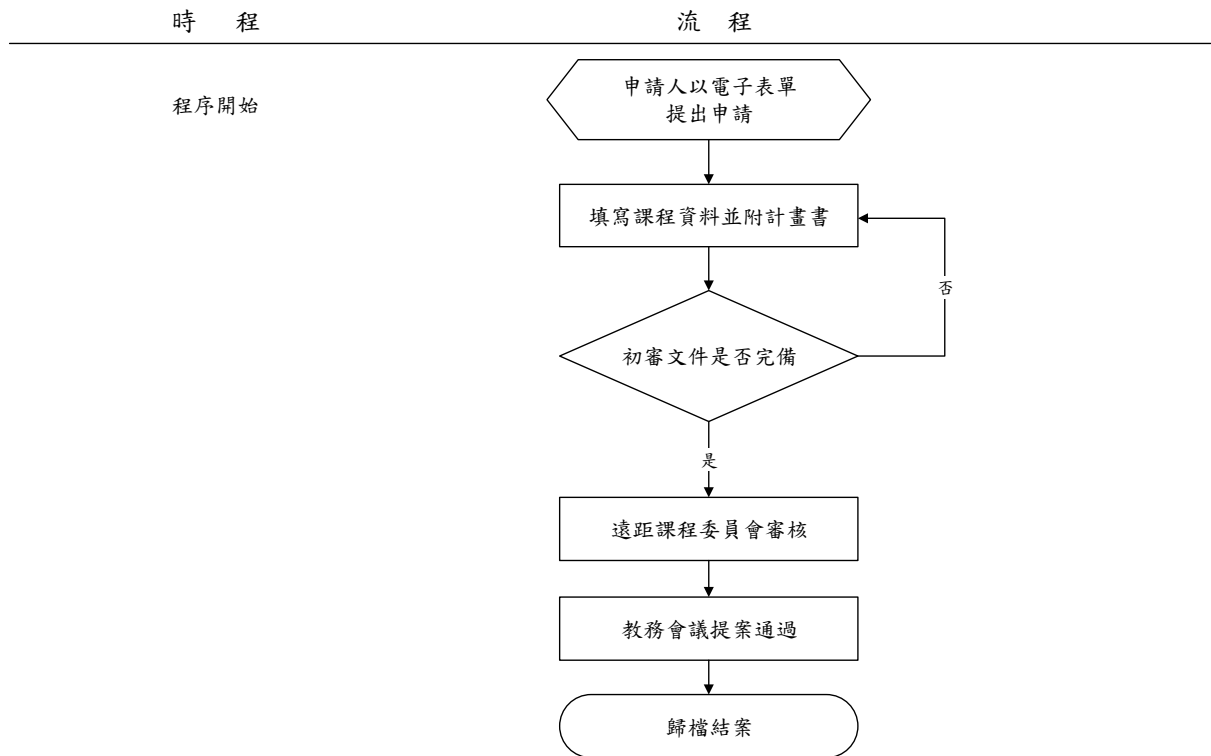 時 程
流 程
程序開始
申請人以電子表單
提出申請
填寫課程資料並附計畫書
否
初審文件是否完備
是
遠距課程委員會審核
教務會議提案通過
歸檔結案